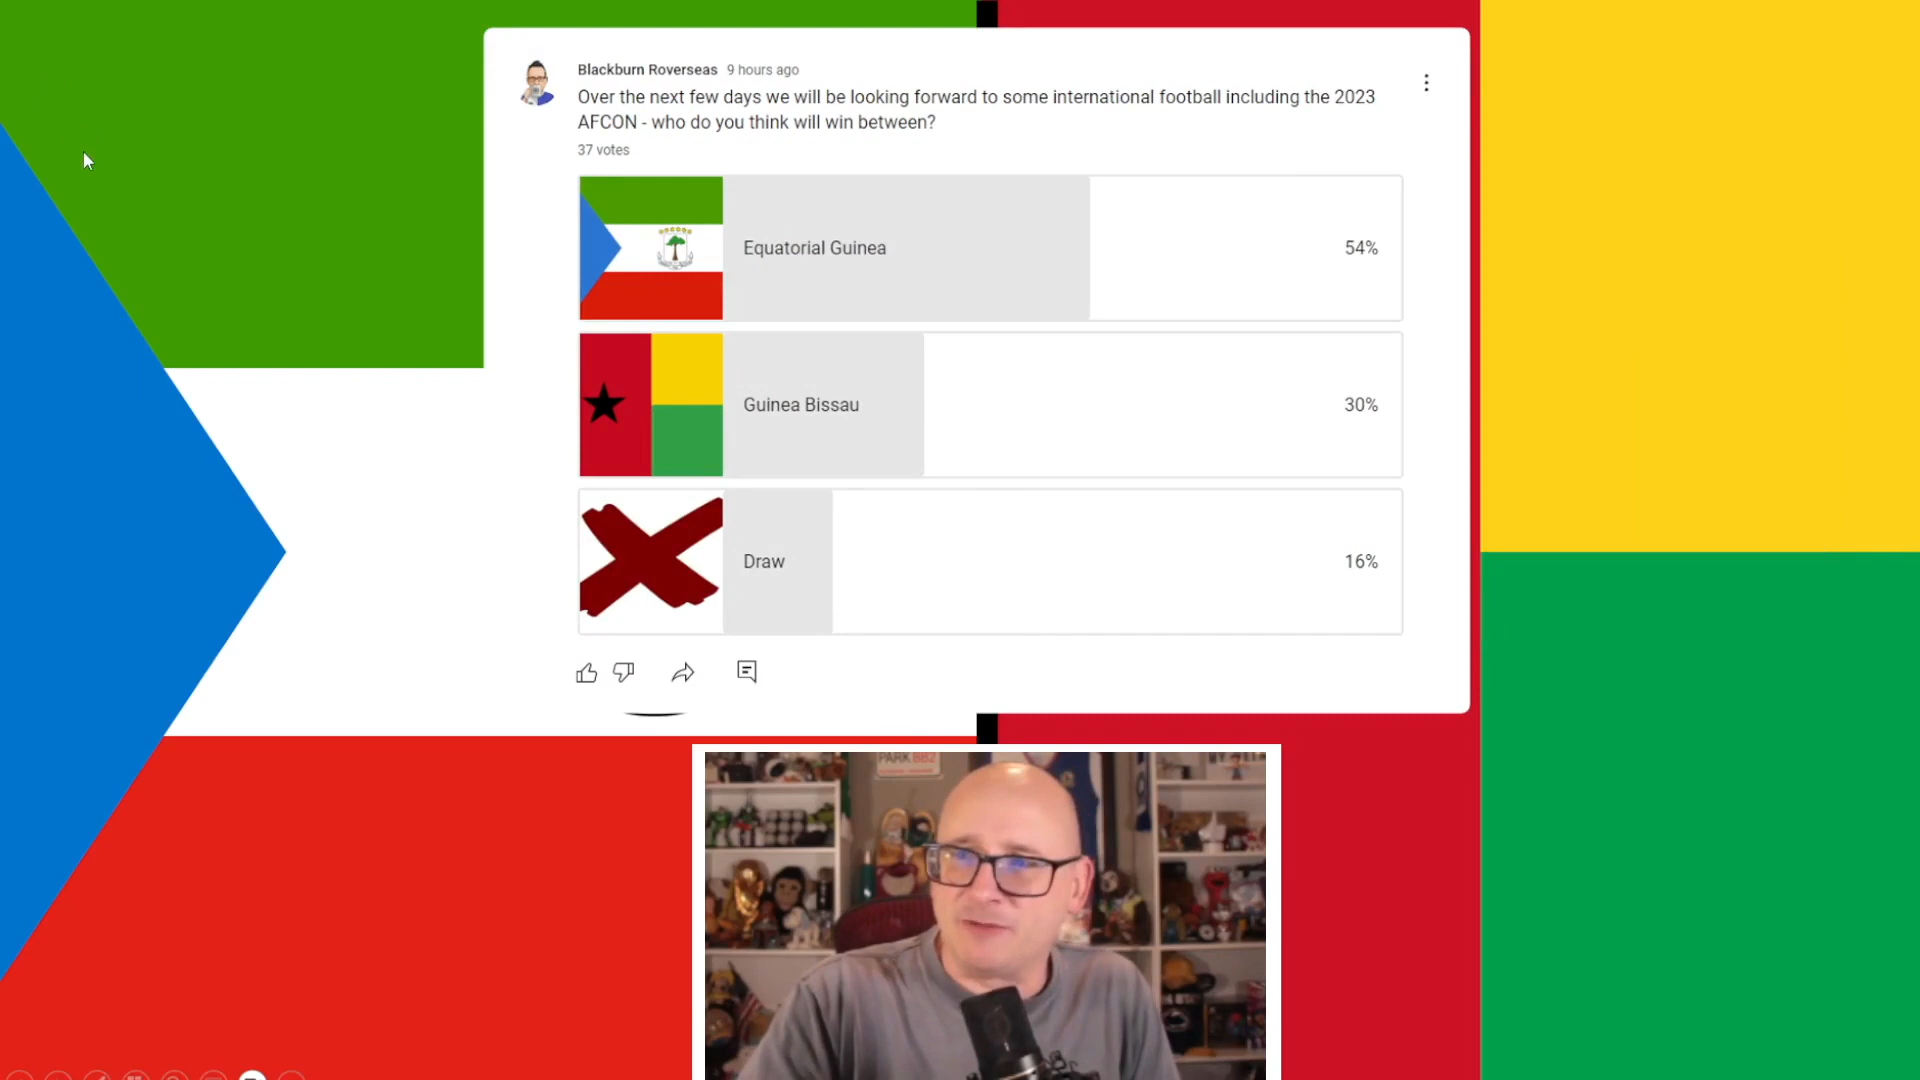 Blackburn Roverseas 9 hours ago
Over the next few days we will be looking forward to some international football including the 2023
AFCON - who do you think will win between?
37 votes
Equatorial Guinea 54%
Guinea Bissau 30%
Draw 16%
PARK BB2